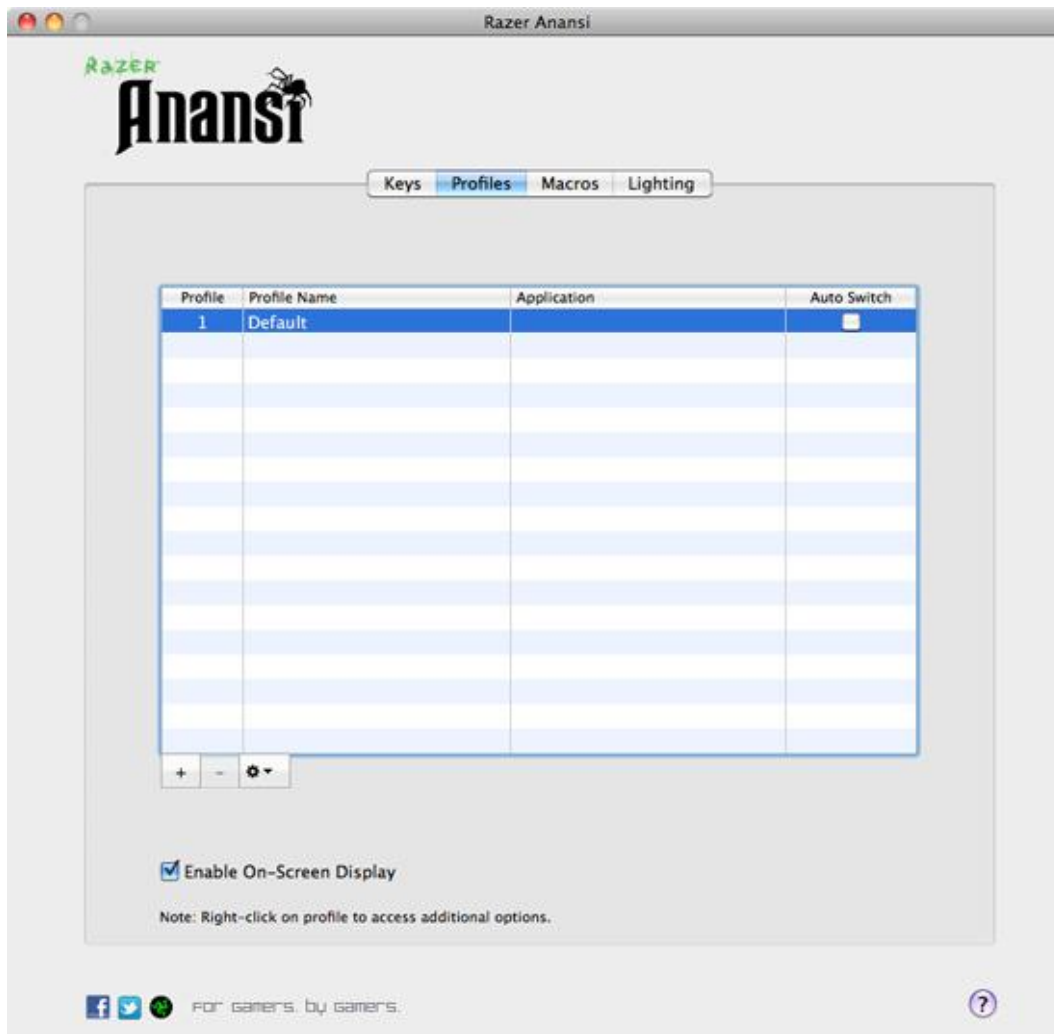 Razer Anansi
RAZER
Anansi
Keys Profiles Macros Lighting
Profile Profile Name Application Auto Switch
1 Default
+ -
Enable On-Screen Display
Note: Right-click on profile to access additional options.
f
FOR GAMERS. BY GAMERS.
?